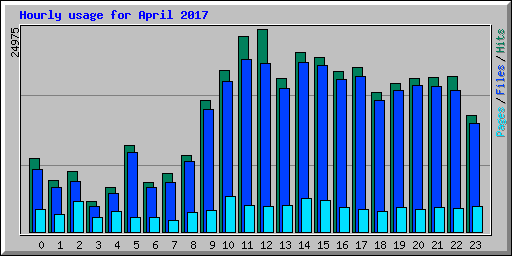 Hourly usage for April 2017
24975
Pages / Files / Hits
0 1 2 3 4 5 6 7 8 9 10 11 12 13 14 15 16 17 18 19 20 21 22 23